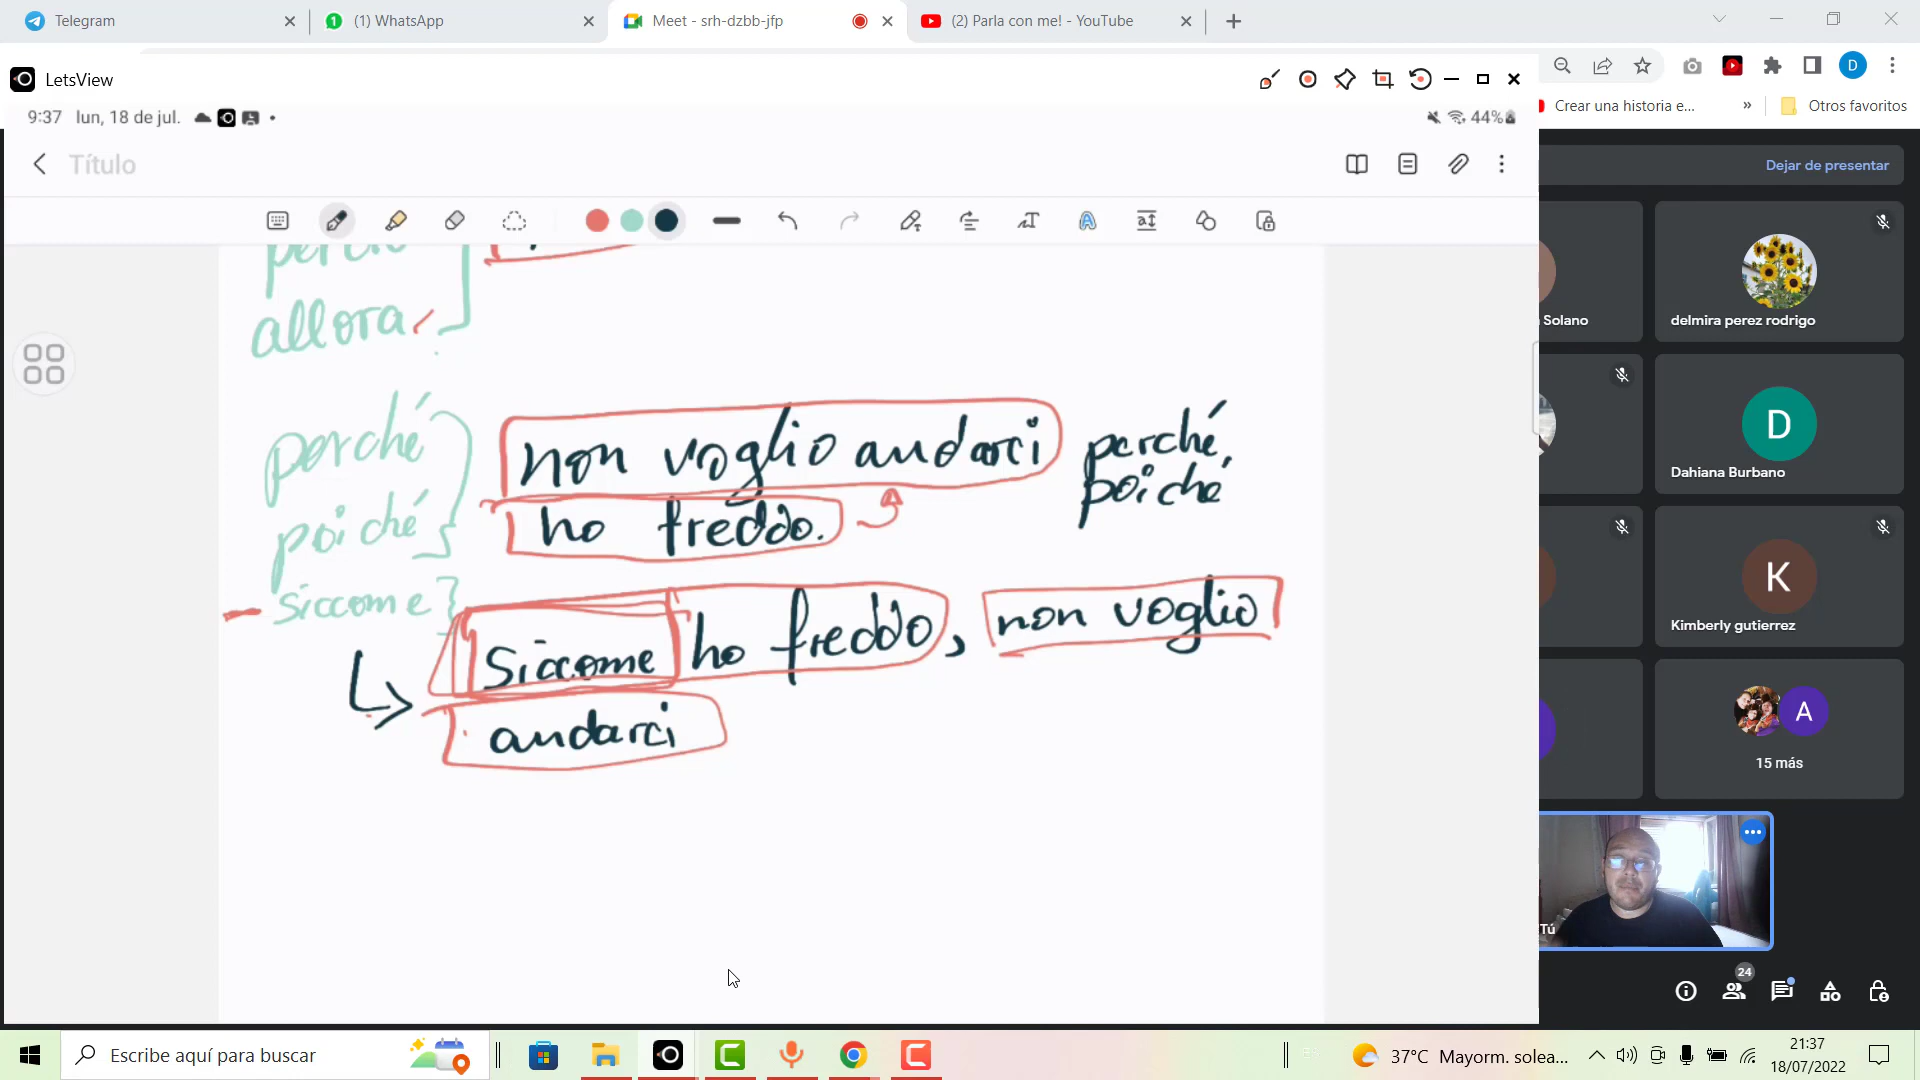 Telegram
(1) WhatsApp
Meet - srh-dzbb-jfp
(2) Parla con me! - YouTube
LetsView
D
Crear una historia e...
»
Otros favoritos
9:37 lun, 18 de jul.
44%
Título
Dejar de presentar
perciò
allora
perché
poiché
siccome
non voglio andarci perché,
poiché
ho freddo.
Siccome ho freddo, non voglio
andarci
Solano
delmira perez rodrigo
D
Dahiana Burbano
K
Kimberly gutierrez
A
15 más
Tú
24
Escribe aquí para buscar
37°C Mayorm. solea...
21:37
18/07/2022